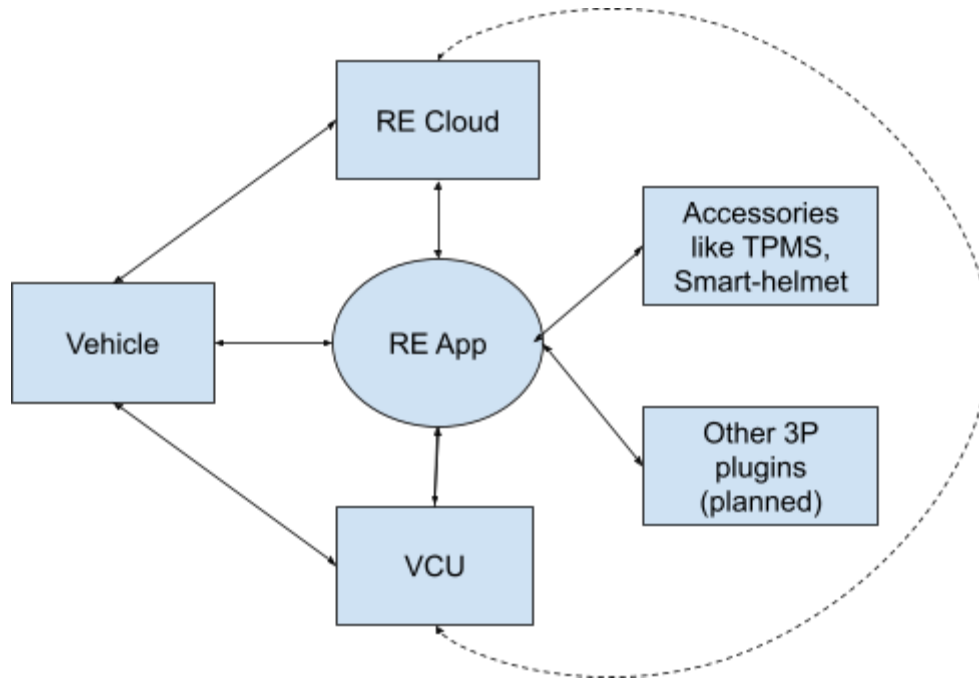 RE Cloud
Accessories
like TPMS,
Smart-helmet
Vehicle
RE App
Other 3P
plugins
(planned)
VCU